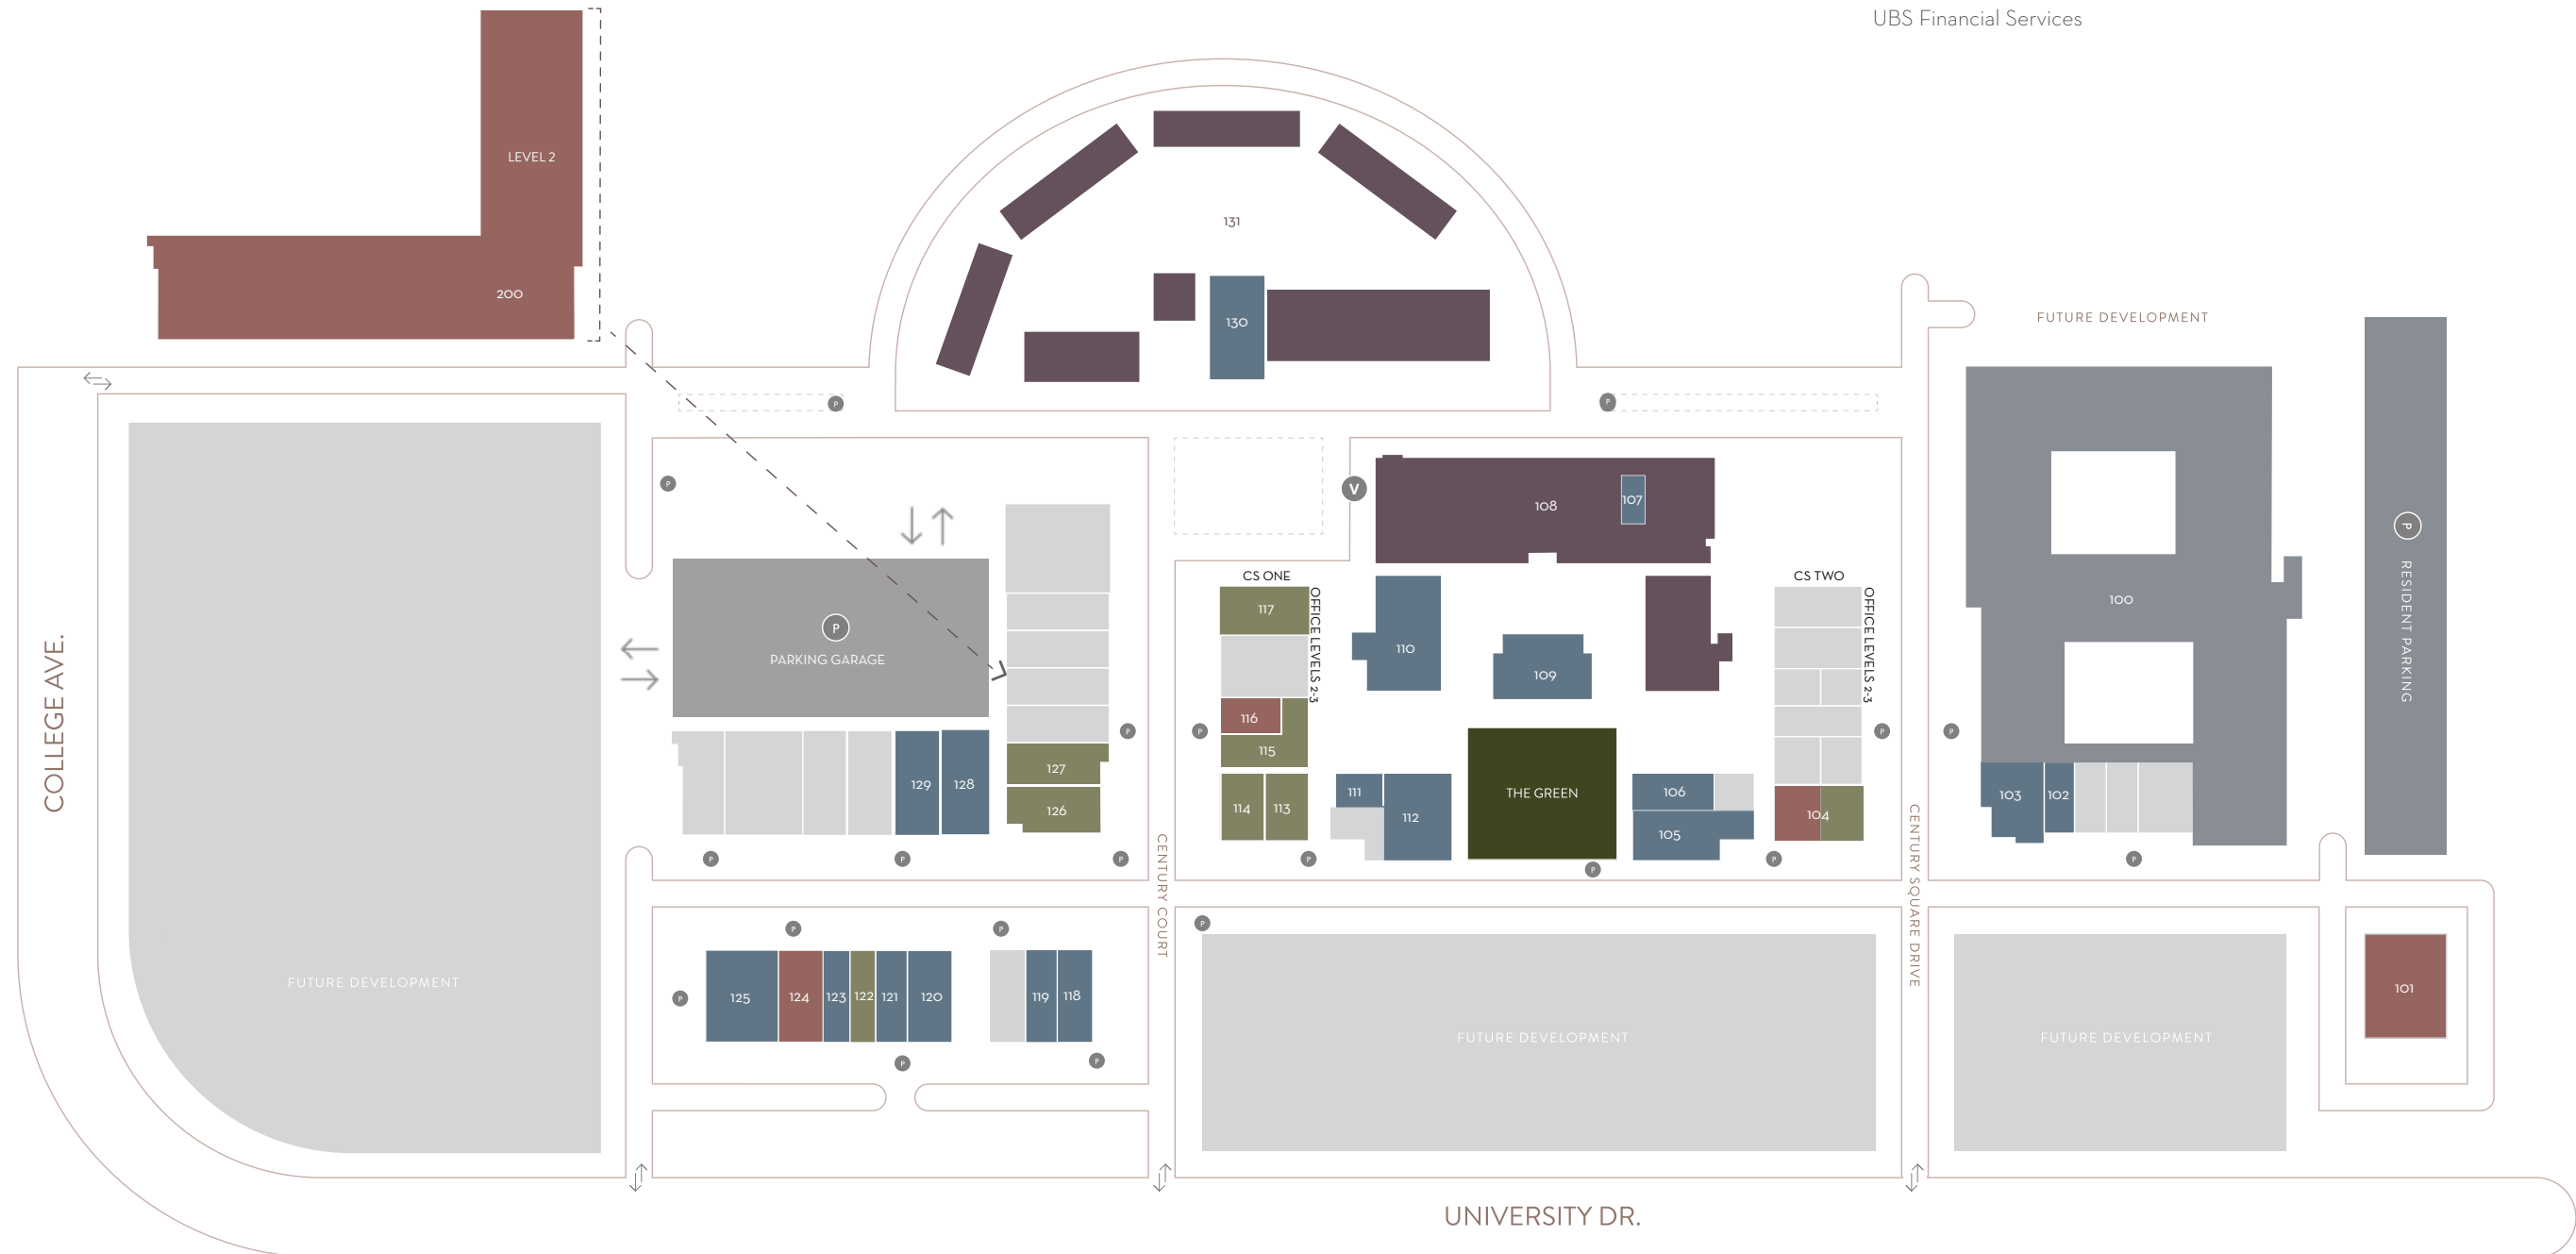 UBS Financial Services
LEVEL 2
200
131
130
FUTURE DEVELOPMENT
P
P
P
V
108
107
P
RESIDENT PARKING
CS ONE
CS TWO
OFFICE LEVELS 2-3
OFFICE LEVELS 2-3
117
100
P
PARKING GARAGE
110
109
116
115
P
P
P
P
COLLEGE AVE.
127
126
129
128
114
113
111
112
THE GREEN
106
105
104
103
102
P
P
P
P
P
P
P
CENTURY COURT
CENTURY SQUARE DRIVE
P
P
P
P
125
124
123
122
121
120
119
118
101
FUTURE DEVELOPMENT
FUTURE DEVELOPMENT
FUTURE DEVELOPMENT
P
P
UNIVERSITY DR.